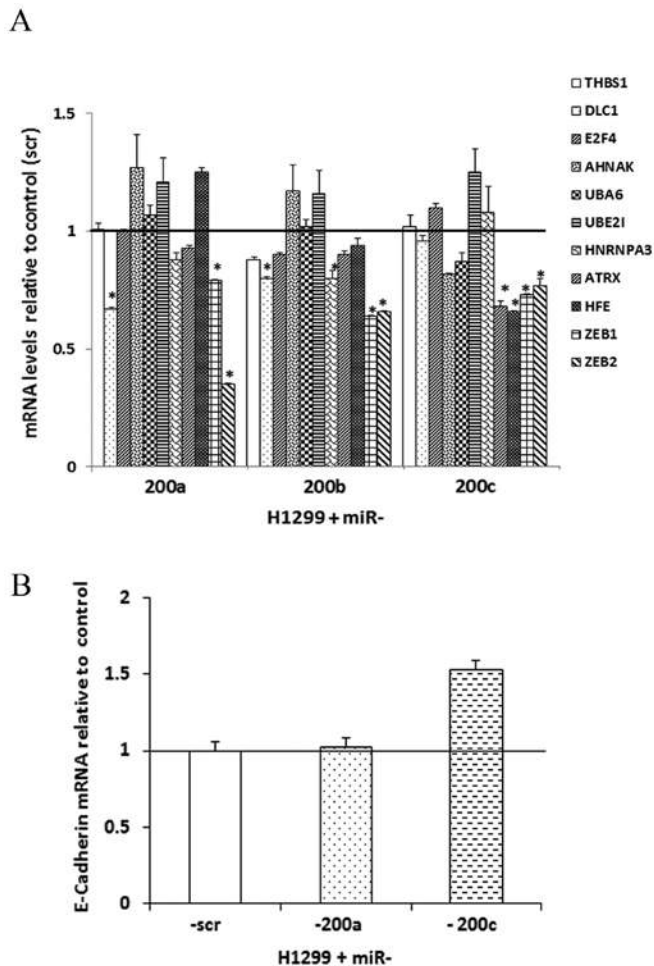 A
mRNA levels relative to control (scr)
1.5
1
0.5
0
* * * * * * * * * * *
200a 200b 200c
H1299 + miR-
THBS1
DLC1
E2F4
AHNAK
UBA6
UBE2I
HNRNPA3
ATRX
HFE
ZEB1
ZEB2
B
E-Cadherin mRNA relative to control
2
1.5
1
0.5
0
-scr -200a - 200c
H1299 + miR-